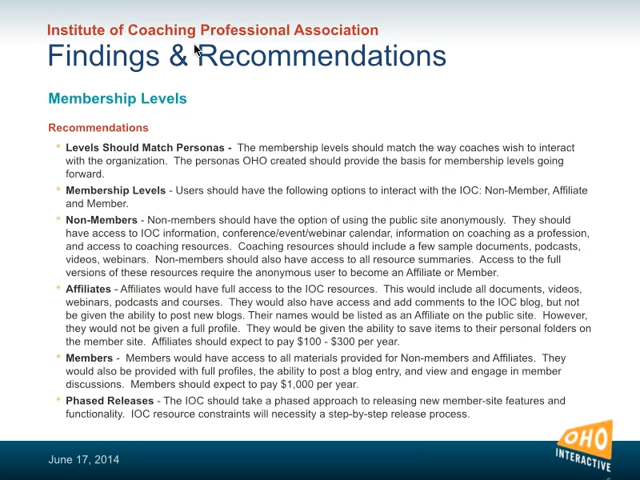 Institute of Coaching Professional Association
Findings & Recommendations
Membership Levels
Recommendations
Levels Should Match Personas - The membership levels should match the way coaches wish to interact
with the organization. The personas OHO created should provide the basis for membership levels going
forward.
Membership Levels - Users should have the following options to interact with the IOC: Non-Member, Affiliate
and Member.
Non-Members - Non-members should have the option of using the public site anonymously. They should
have access to IOC information, conference/event/webinar calendar, information on coaching as a profession,
and access to coaching resources. Coaching resources should include a few sample documents, podcasts,
videos, webinars. Non-members should also have access to all resource summaries. Access to the full
versions of these resources require the anonymous user to become an Affiliate or Member.
Affiliates - Affiliates would have full access to the IOC resources. This would include all documents, videos,
webinars, podcasts and courses. They would also have access and add comments to the IOC blog, but not
be given the ability to post new blogs. Their names would be listed as an Affiliate on the public site. However,
they would not be given a full profile. They would be given the ability to save items to their personal folders on
the member site. Affiliates should expect to pay $100 - $300 per year.
Members - Members would have access to all materials provided for Non-members and Affiliates. They
would also be provided with full profiles, the ability to post a blog entry, and view and engage in member
discussions. Members should expect to pay $1,000 per year.
Phased Releases - The IOC should take a phased approach to releasing new member-site features and
functionality. IOC resource constraints will necessity a step-by-step release process.
June 17, 2014
OHO
INTERACTIVE